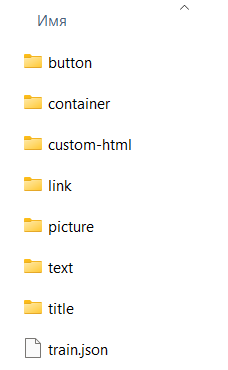 Имя
button
container
custom-html
link
picture
text
title
train.json